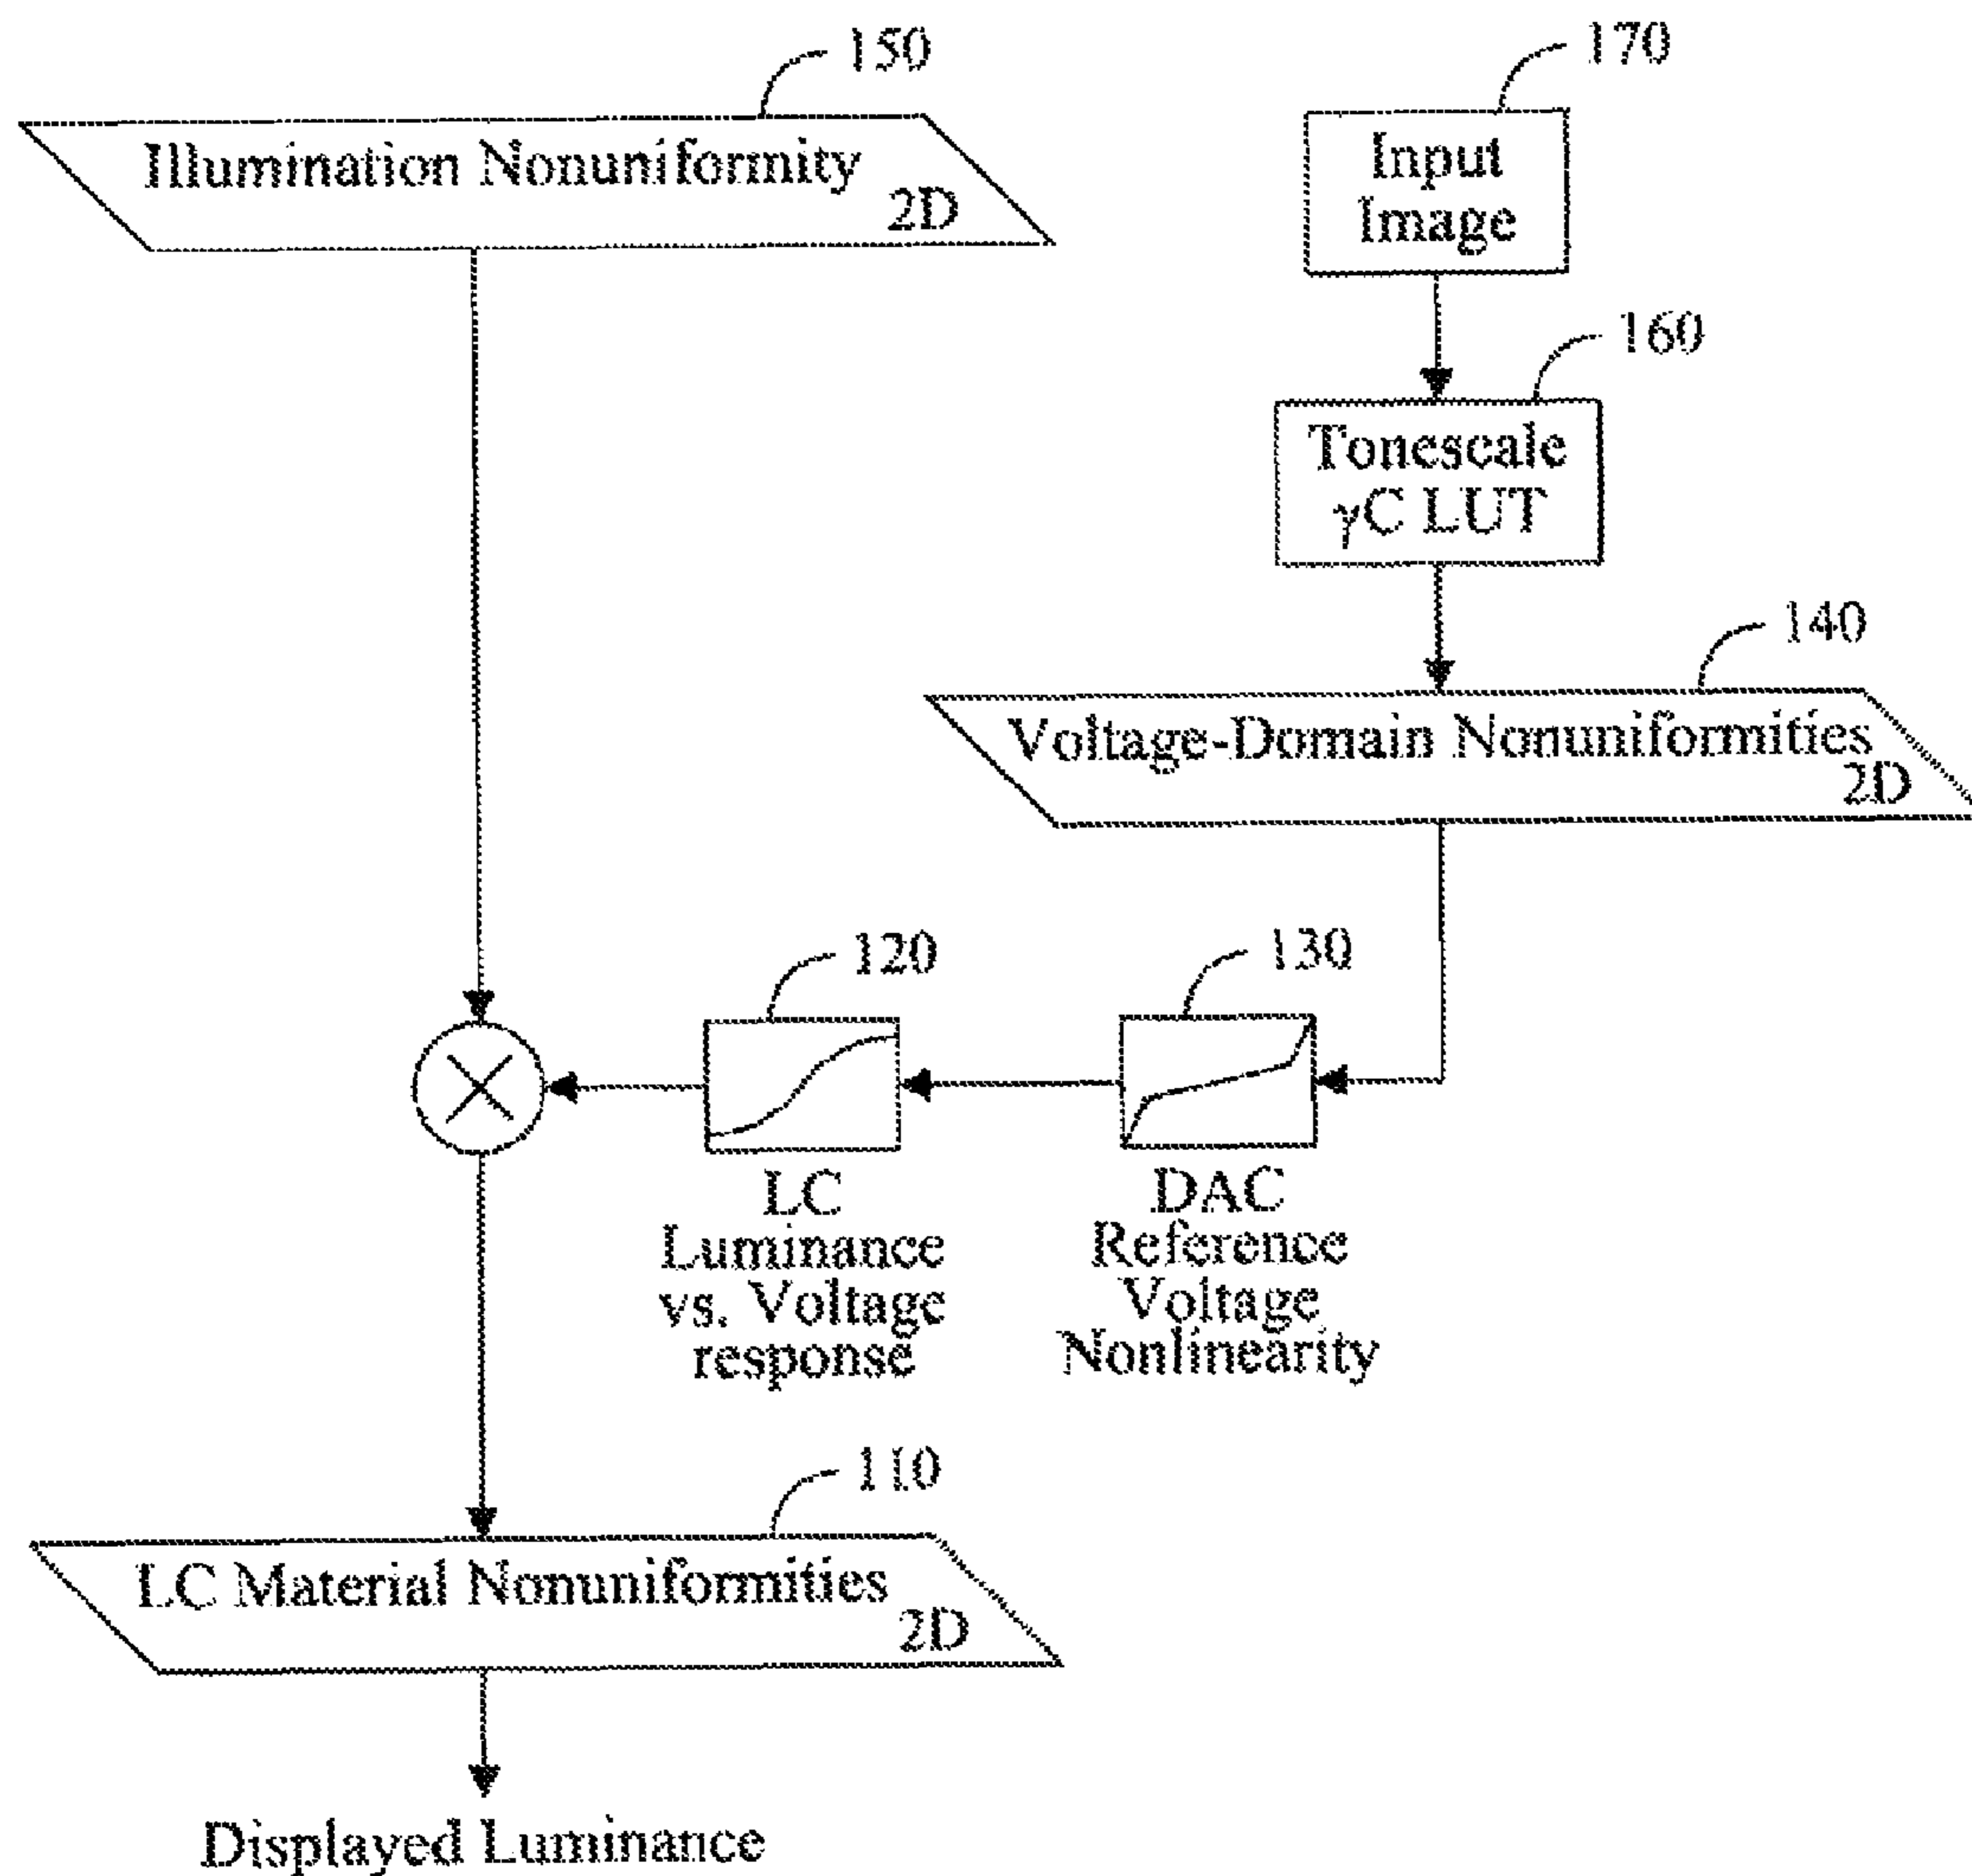 150
170
Illumination Nonuniformity
2D
Input
Image
160
Tonescale
γC LUT
140
Voltage-Domain Nonuniformities
2D
120
130
LC
Luminance
vs. Voltage
response
DAC
Reference
Voltage
Nonlinearity
110
LC Material Nonuniformities
2D
Displayed Luminance